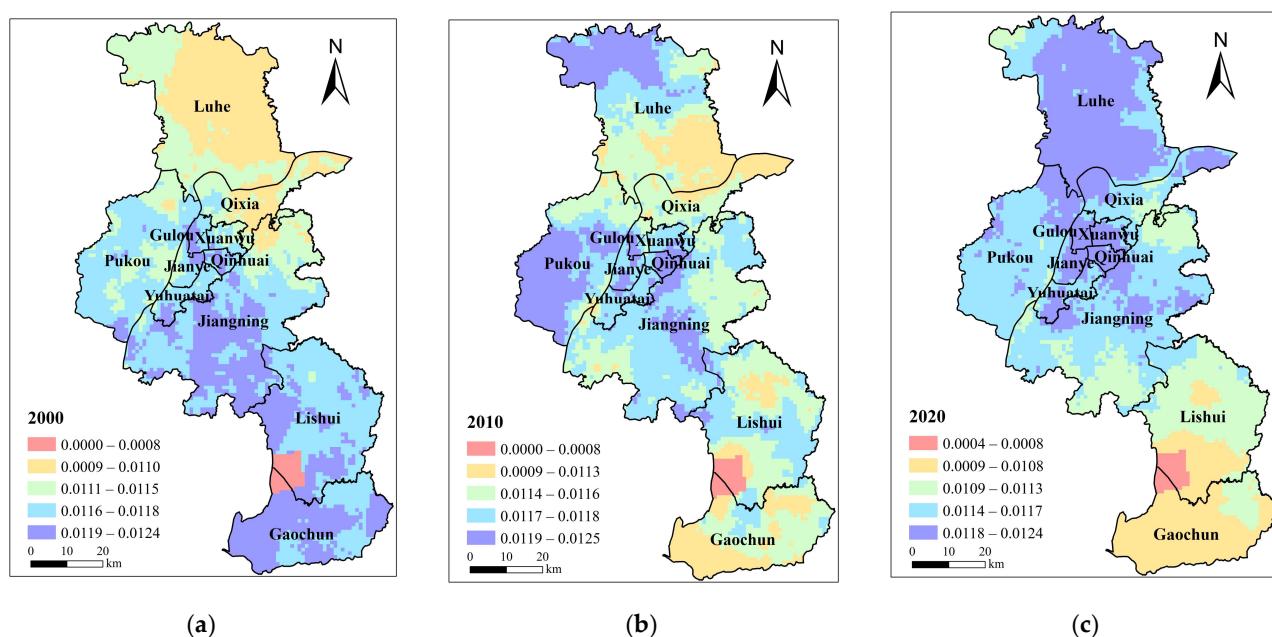 N
Luhe
Qixia
Gulou
Xuanwu
Pukou
Jianye
Qinhuai
Yuhuatai
Jiangning
Lishui
Gaochun
2000
0.0000 – 0.0008
0.0009 – 0.0110
0.0111 – 0.0115
0.0116 – 0.0118
0.0119 – 0.0124
0 10 20
km
(a)
N
Luhe
Qixia
Gulou
Xuanwu
Pukou
Jianye
Qinhuai
Yuhuatai
Jiangning
Lishui
Gaochun
2010
0.0000 – 0.0008
0.0009 – 0.0113
0.0114 – 0.0116
0.0117 – 0.0118
0.0119 – 0.0125
0 10 20
km
(b)
N
Luhe
Qixia
Gulou
Xuanwu
Pukou
Jianye
Qinhuai
Yuhuatai
Jiangning
Lishui
Gaochun
2020
0.0004 – 0.0008
0.0009 – 0.0108
0.0109 – 0.0113
0.0114 – 0.0117
0.0118 – 0.0124
0 10 20
km
(c)